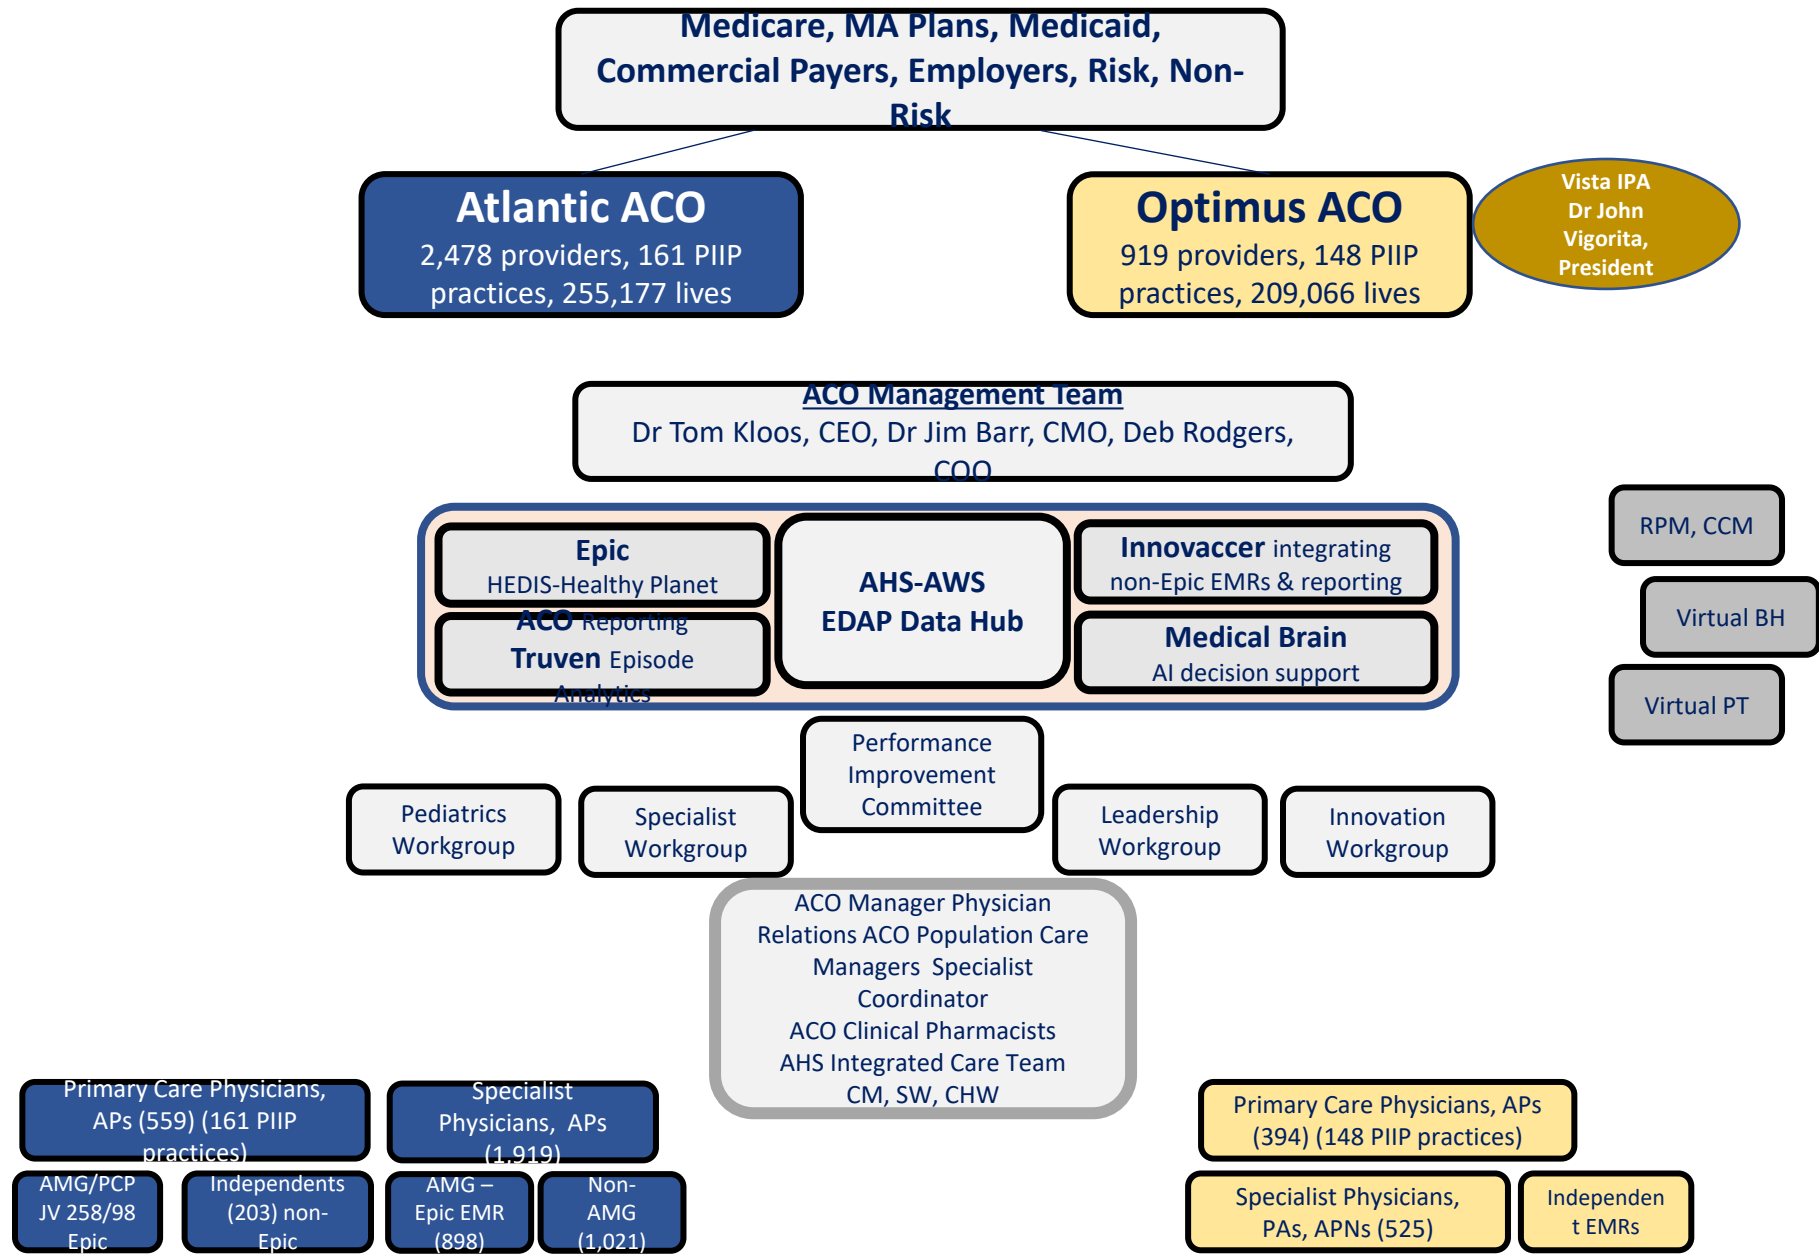 Medicare, MA Plans, Medicaid,
Commercial Payers, Employers, Risk, Non-
Risk
Atlantic ACO
2,478 providers, 161 PIIP
practices, 255,177 lives
Optimus ACO
919 providers, 148 PIIP
practices, 209,066 lives
Vista IPA
Dr John
Vigorita,
President
ACO Management Team
Dr Tom Kloos, CEO, Dr Jim Barr, CMO, Deb Rodgers,
COO
Epic
HEDIS-Healthy Planet
ACO Reporting
Truven Episode
Analytics
AHS-AWS
EDAP Data Hub
Innovaccer integrating
non-Epic EMRs & reporting
Medical Brain
AI decision support
RPM, CCM
Virtual BH
Virtual PT
Performance
Improvement
Committee
Pediatrics
Workgroup
Specialist
Workgroup
Leadership
Workgroup
Innovation
Workgroup
ACO Manager Physician
Relations ACO Population Care
Managers  Specialist
Coordinator
ACO Clinical Pharmacists
AHS Integrated Care Team
CM, SW, CHW
Primary Care Physicians,
APs (559) (161 PIIP
practices)
Specialist
Physicians,  APs
(1,919)
AMG/PCP
JV 258/98
Epic
Independents
(203) non-
Epic
AMG –
Epic EMR
(898)
Non-
AMG
(1,021)
Primary Care Physicians, APs
(394) (148 PIIP practices)
Specialist Physicians,
PAs, APNs (525)
Independen
t EMRs